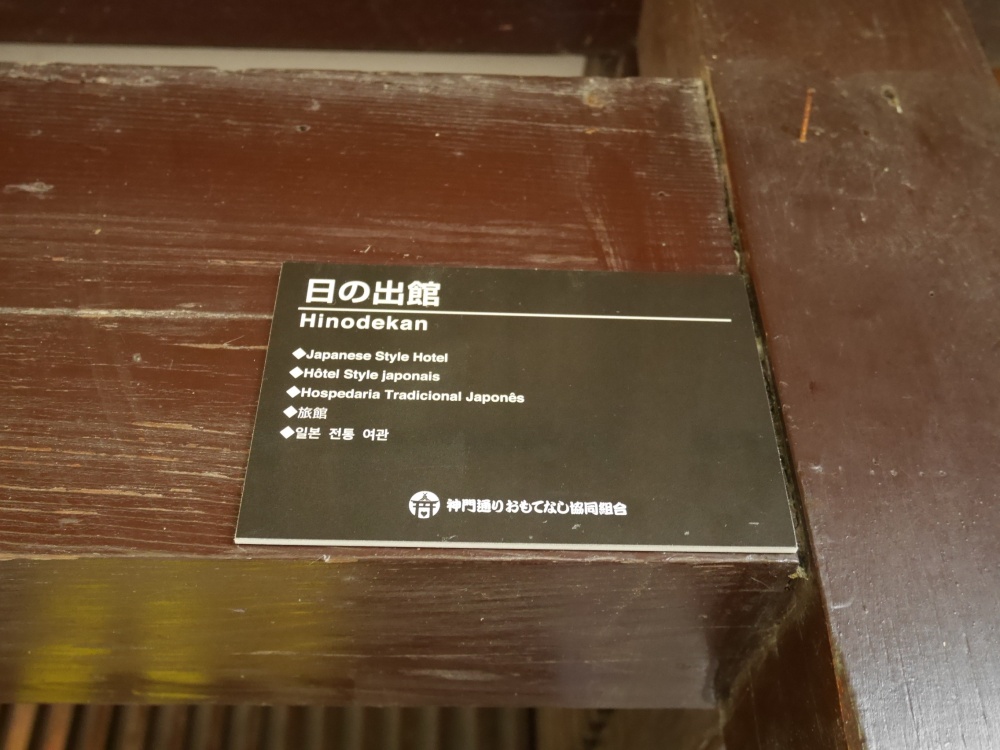 日の出館
Hinodekan
◆Japanese Style Hotel
◆Hôtel Style japonais
◆Hospedaria Tradicional Japonês
◆旅館
◆일본 전통 여관
神門通りおもてなし協同組合